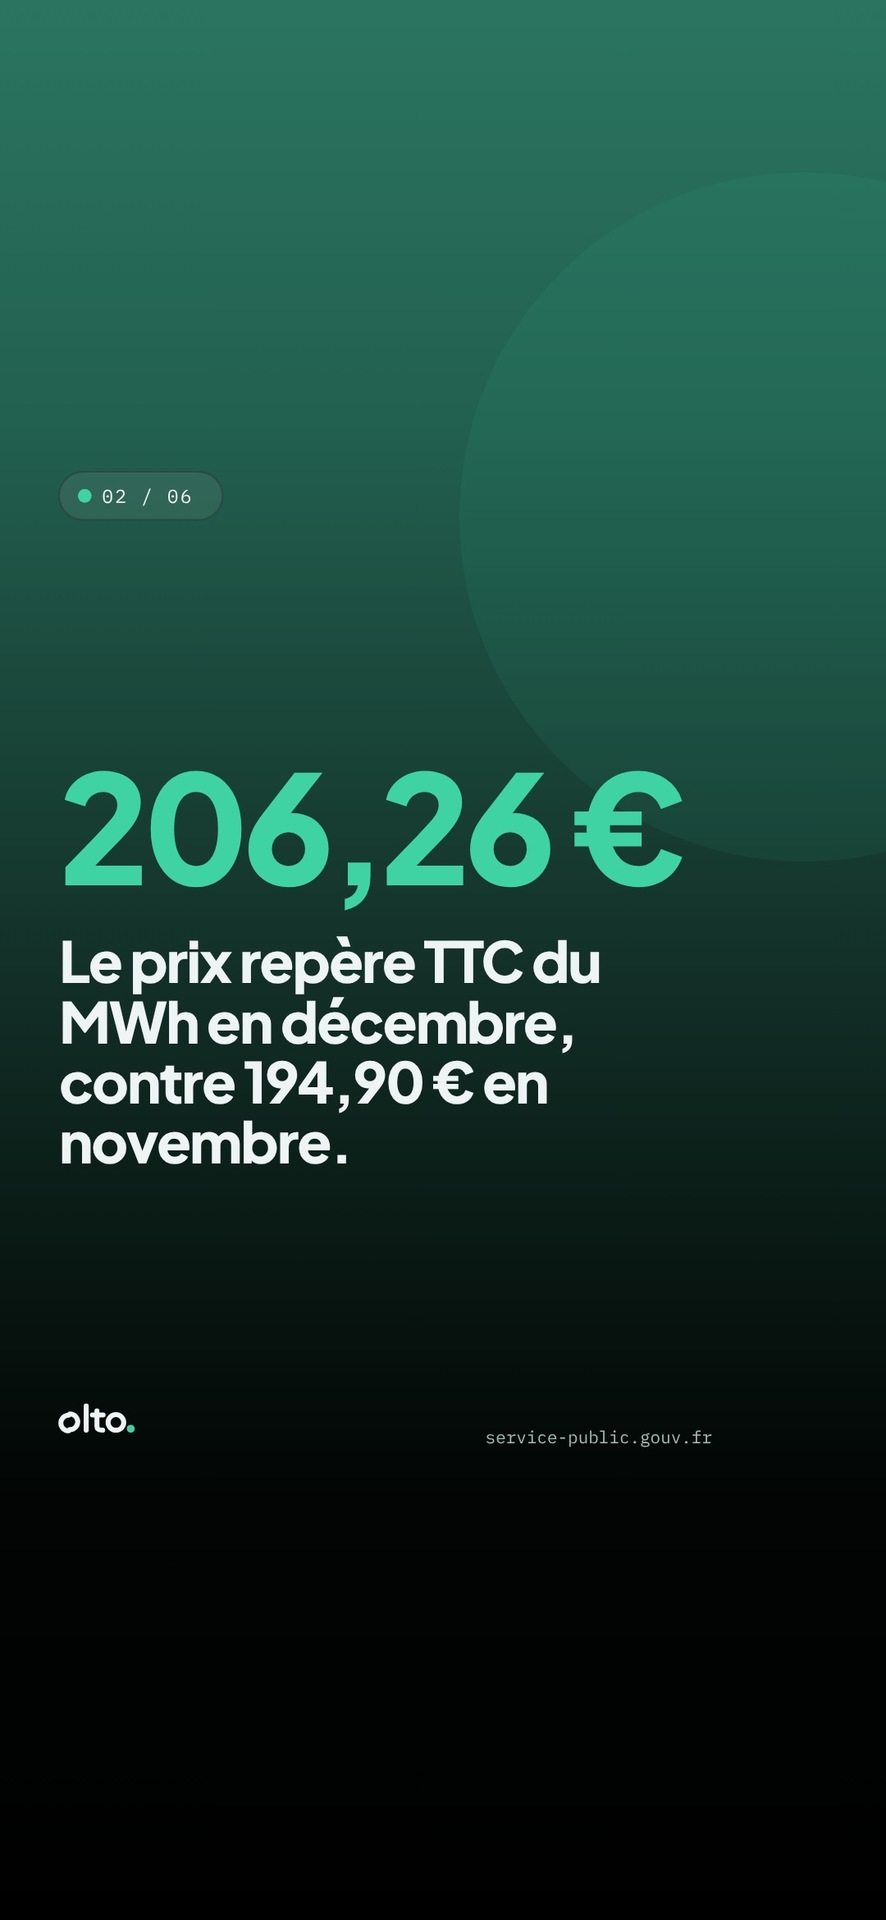 02 / 06
206,26 €
Le prix repère TTC du
MWh en décembre,
contre 194,90 € en
novembre.
olto.
service-public.gouv.fr